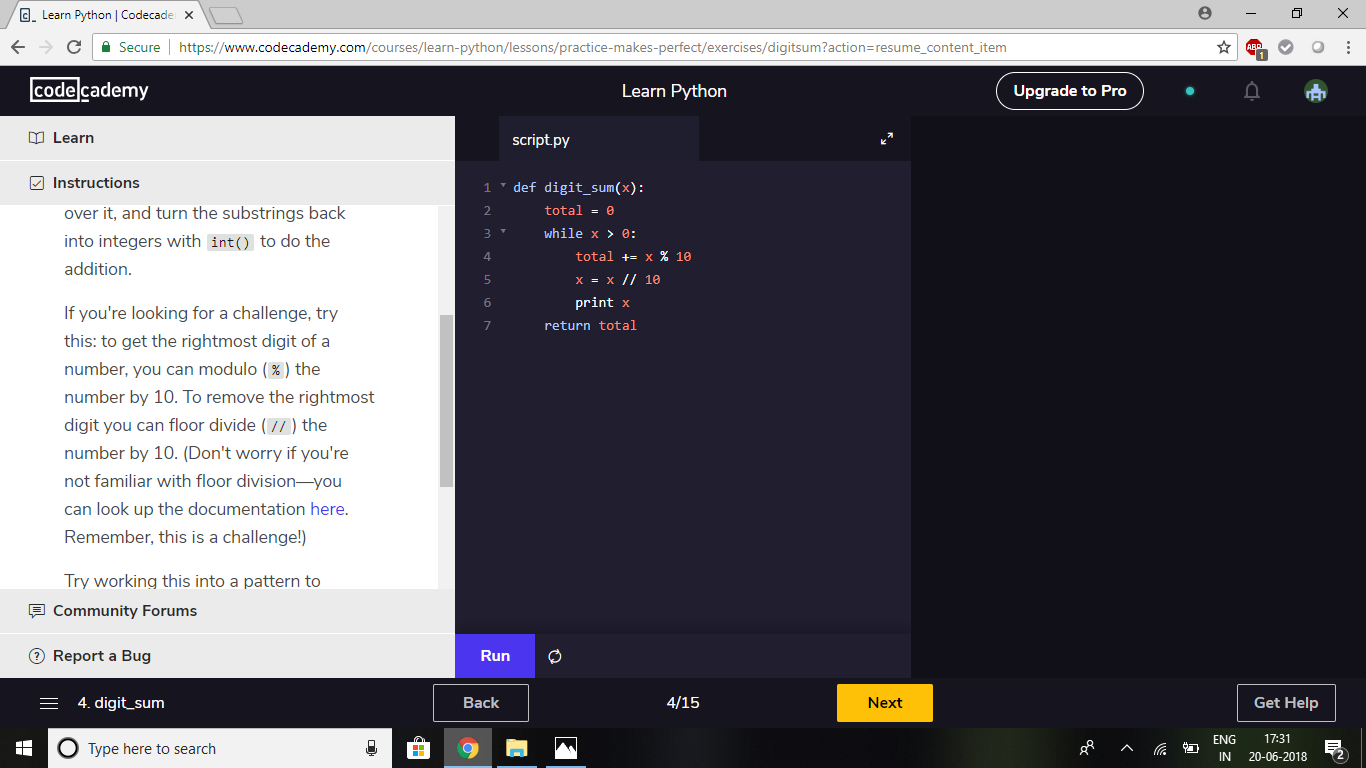 Learn Python | Codecade
Secure
https://www.codecademy.com/courses/learn-python/lessons/practice-makes-perfect/exercises/digitsum?action=resume_content_item
ABP
1
codecademy
Learn Python
Upgrade to Pro
Learn
Instructions
over it, and turn the substrings back
into integers with int() to do the
addition.
If you're looking for a challenge, try
this: to get the rightmost digit of a
number, you can modulo (%) the
number by 10. To remove the rightmost
digit you can floor divide (//) the
number by 10. (Don't worry if you're
not familiar with floor division—you
can look up the documentation here.
Remember, this is a challenge!)
Try working this into a pattern to
Community Forums
Report a Bug
script.py
1 def digit_sum(x):
2     total = 0
3     while x > 0:
4         total += x % 10
5         x = x // 10
6         print x
7     return total
Run
4. digit_sum
Back
4/15
Next
Get Help
Type here to search
ENG
IN
17:31
20-06-2018
2